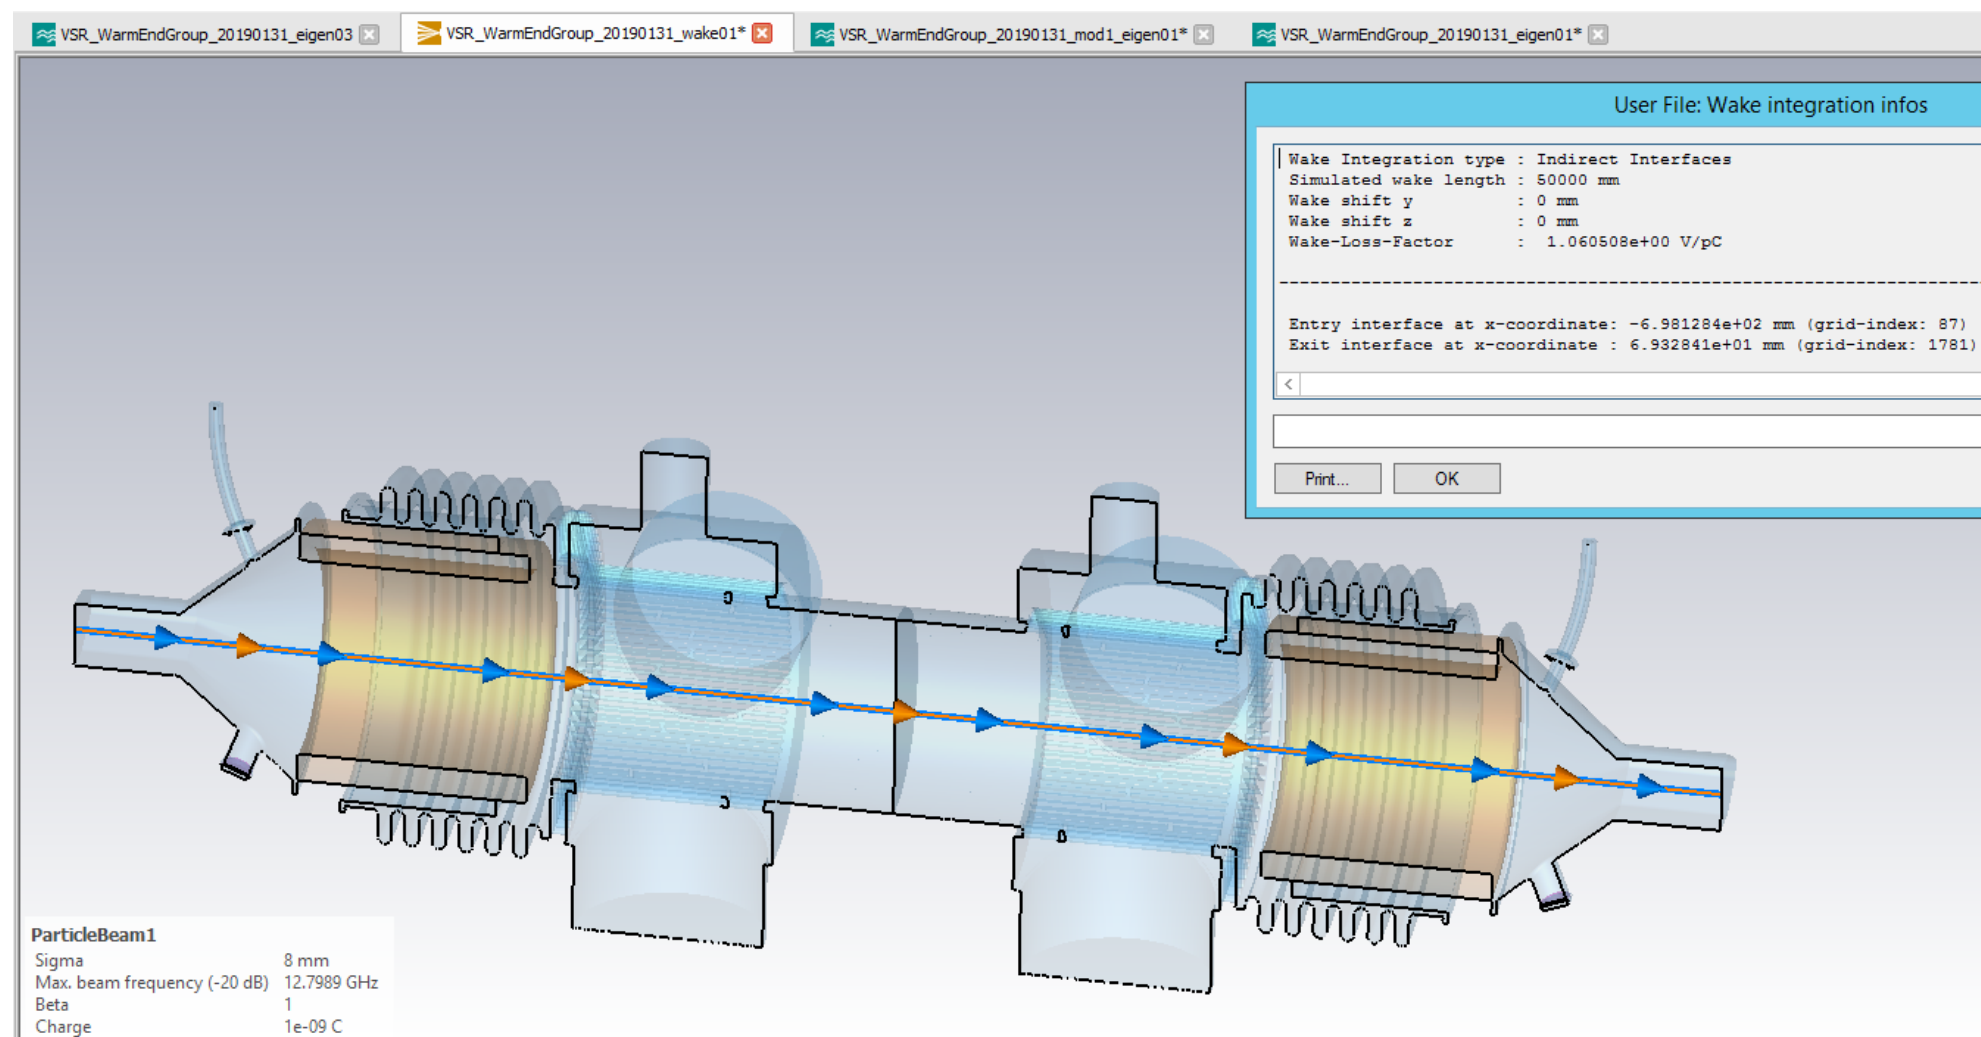 VSR_WarmEndGroup_20190131_eigen03
VSR_WarmEndGroup_20190131_wake01*
VSR_WarmEndGroup_20190131_mod1_eigen01*
VSR_WarmEndGroup_20190131_eigen01*
User File: Wake integration infos
Wake Integration type : Indirect Interfaces
Simulated wake length : 50000 mm
Wake shift y : 0 mm
Wake shift z : 0 mm
Wake-Loss-Factor : 1.060508e+00 V/pC
--------------------------------------------------------------------
Entry interface at x-coordinate: -6.981284e+02 mm (grid-index: 87)
Exit interface at x-coordinate : 6.932841e+01 mm (grid-index: 1781)
Print...
OK
ParticleBeam1
Sigma 8 mm
Max. beam frequency (-20 dB) 12.7989 GHz
Beta 1
Charge 1e-09 C